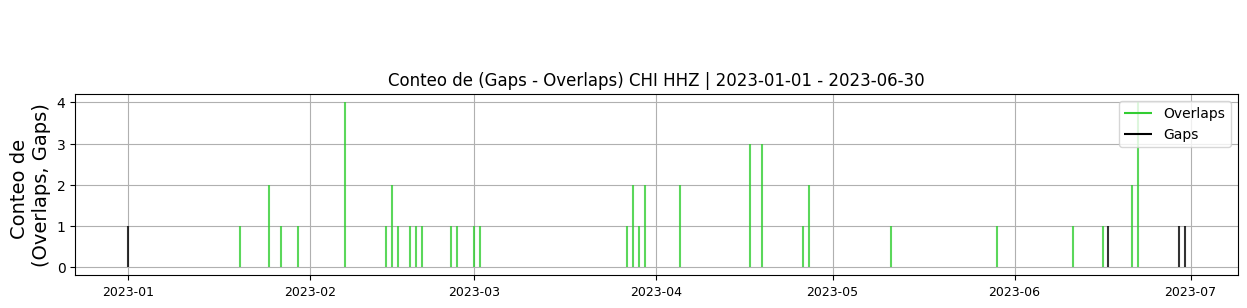 Conteo de (Gaps - Overlaps) CHI HHZ | 2023-01-01 - 2023-06-30
Conteo de
(Overlaps, Gaps)
4
3
2
1
0
Overlaps
Gaps
2023-01
2023-02
2023-03
2023-04
2023-05
2023-06
2023-07